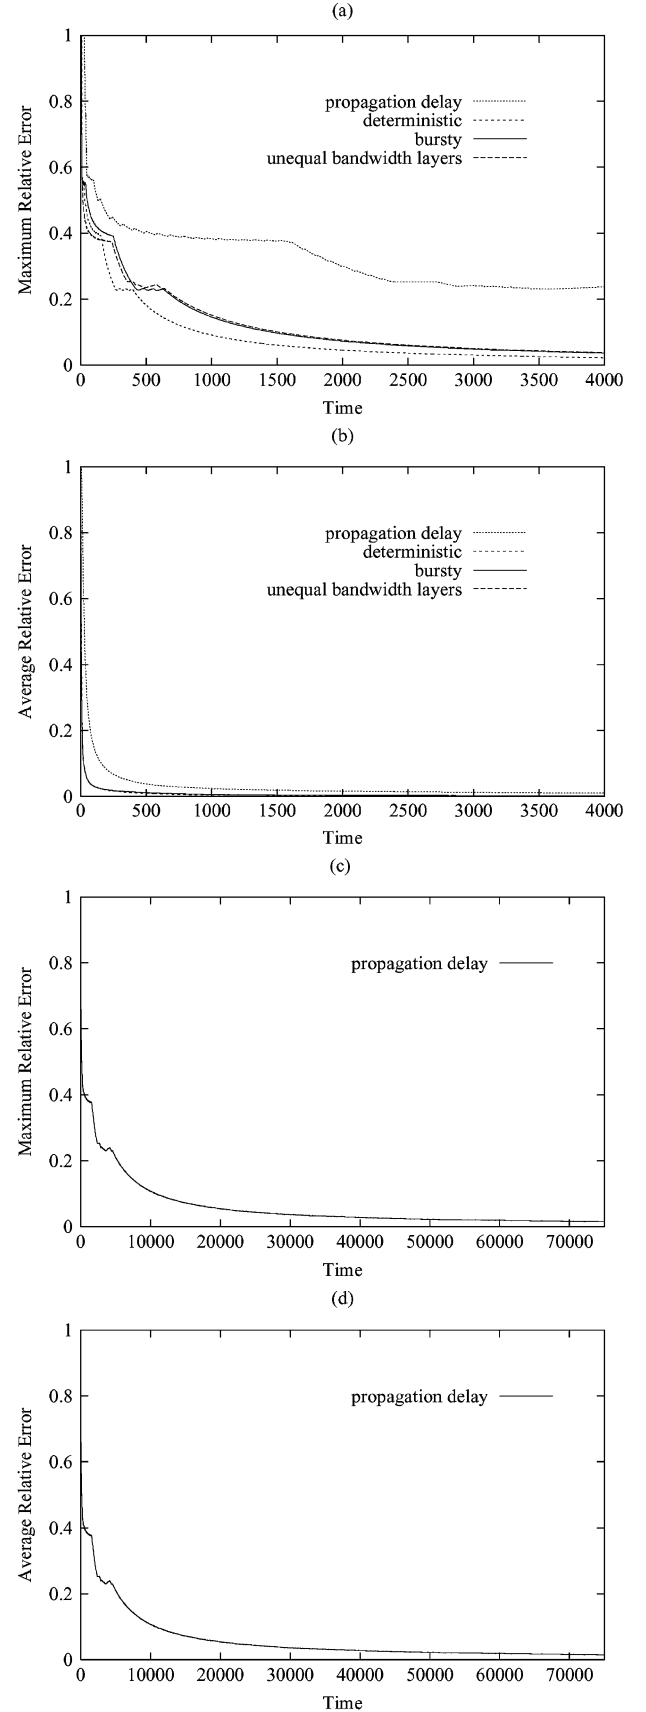 (a)
Maximum Relative Error
1
0.8
0.6
0.4
0.2
0
propagation delay
deterministic
bursty
unequal bandwidth layers
0 500 1000 1500 2000 2500 3000 3500 4000
Time
(b)
Average Relative Error
1
0.8
0.6
0.4
0.2
0
propagation delay
deterministic
bursty
unequal bandwidth layers
0 500 1000 1500 2000 2500 3000 3500 4000
Time
(c)
Maximum Relative Error
1
0.8
0.6
0.4
0.2
0
propagation delay
0 10000 20000 30000 40000 50000 60000 70000
Time
(d)
Average Relative Error
1
0.8
0.6
0.4
0.2
0
propagation delay
0 10000 20000 30000 40000 50000 60000 70000
Time